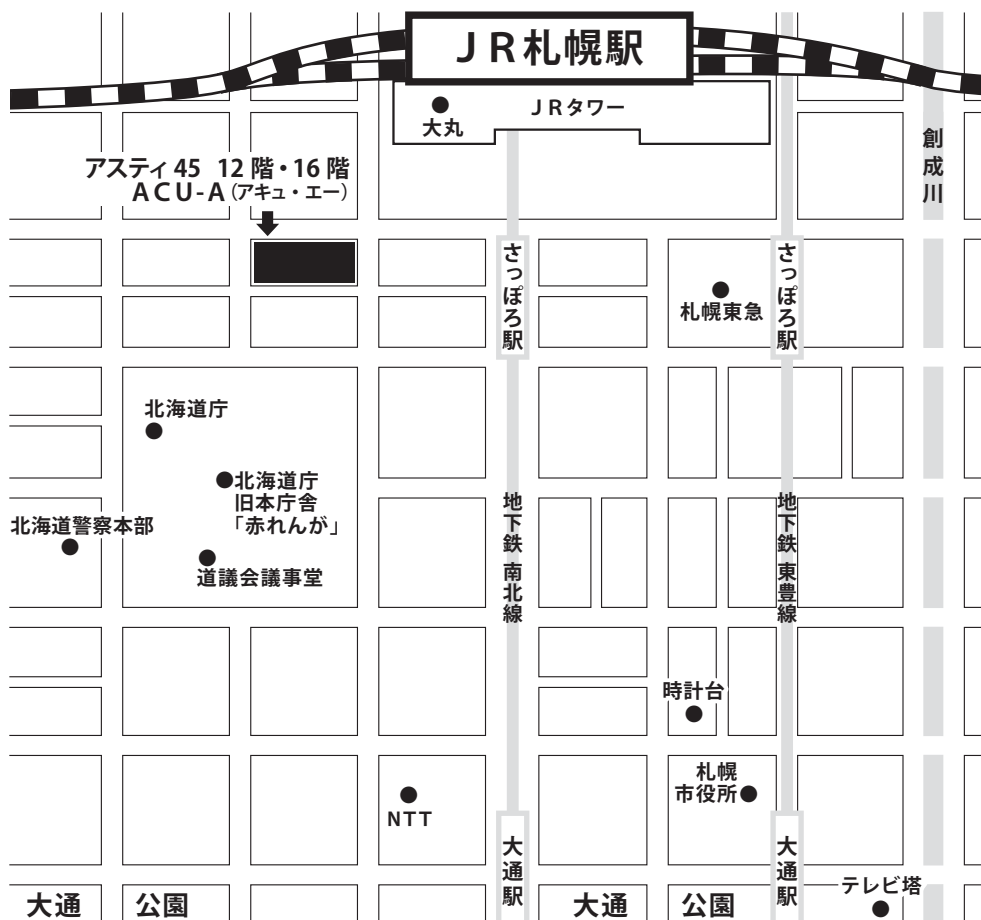 JR札幌駅
JRタワー
大丸
創成川
アスティ45 12階・16階
ACU-A(アキュ・エー)
さっぽろ駅
さっぽろ駅
札幌東急
北海道庁
北海道庁
旧本庁舎
「赤れんが」
北海道警察本部
道議会議事堂
地下鉄 南北線
地下鉄 東豊線
時計台
札幌
市役所
NTT
大通駅
大通駅
テレビ塔
大通 公園
大通 公園